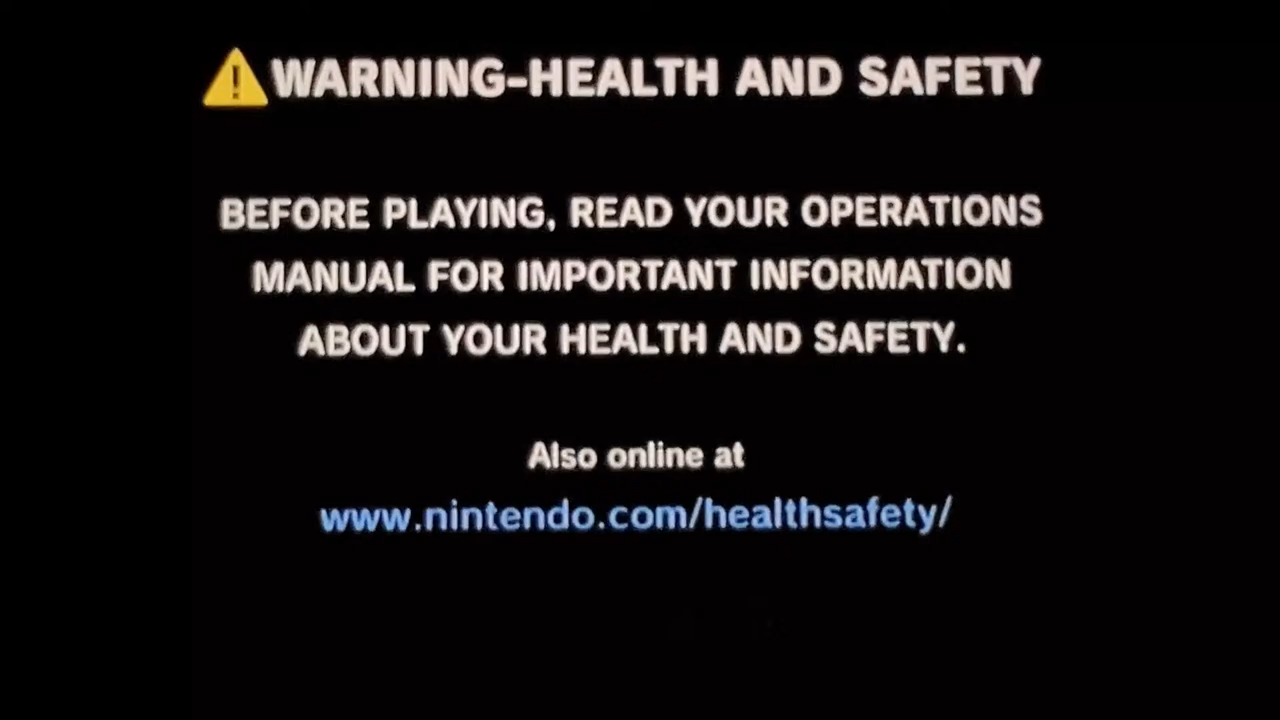 ⚠WARNING-HEALTH AND SAFETY
BEFORE PLAYING, READ YOUR OPERATIONS
MANUAL FOR IMPORTANT INFORMATION
ABOUT YOUR HEALTH AND SAFETY.
Also online at
www.nintendo.com/healthsafety/